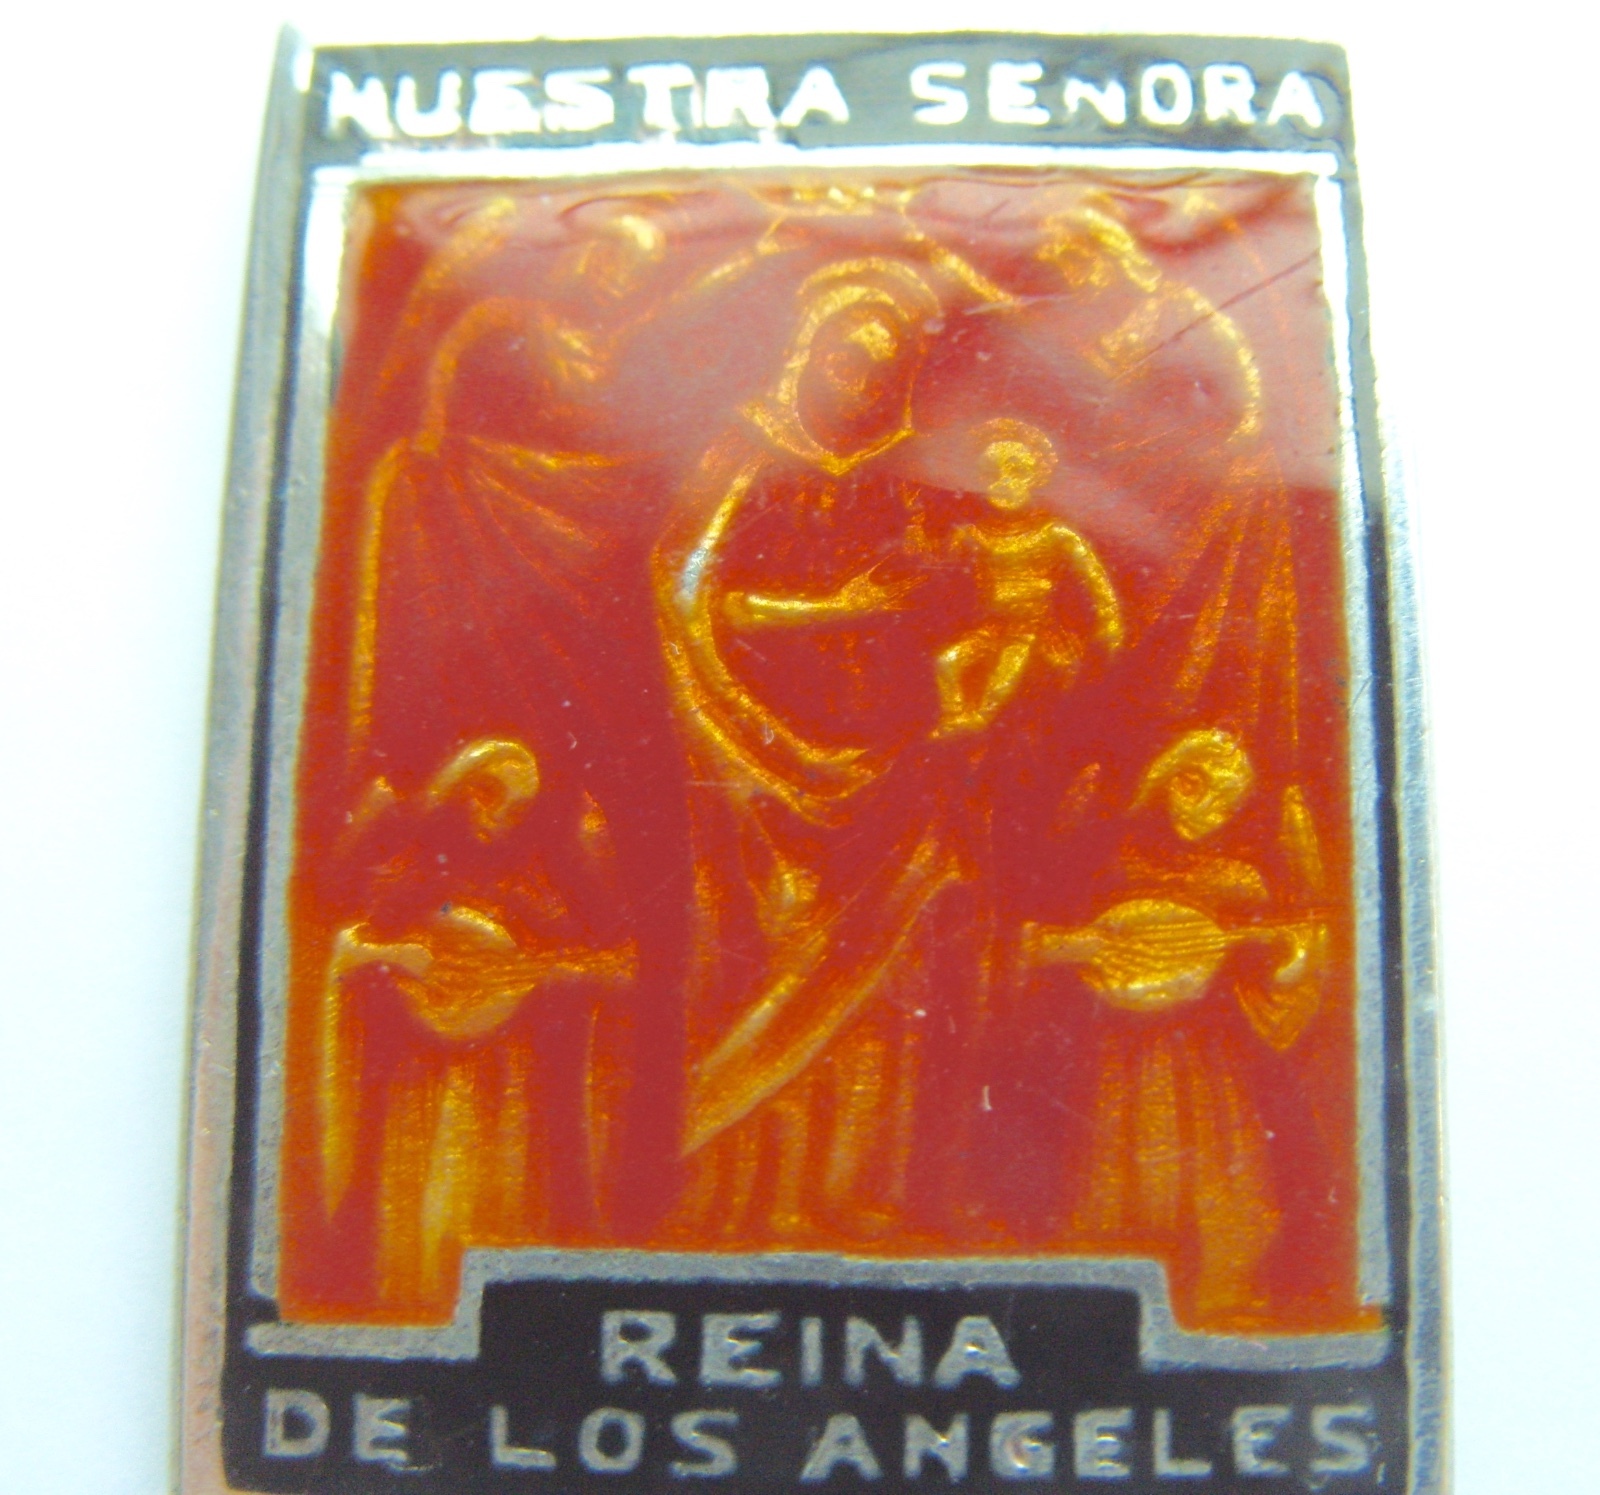 NUESTRA SENORA
REINA
DE LOS ANGELES